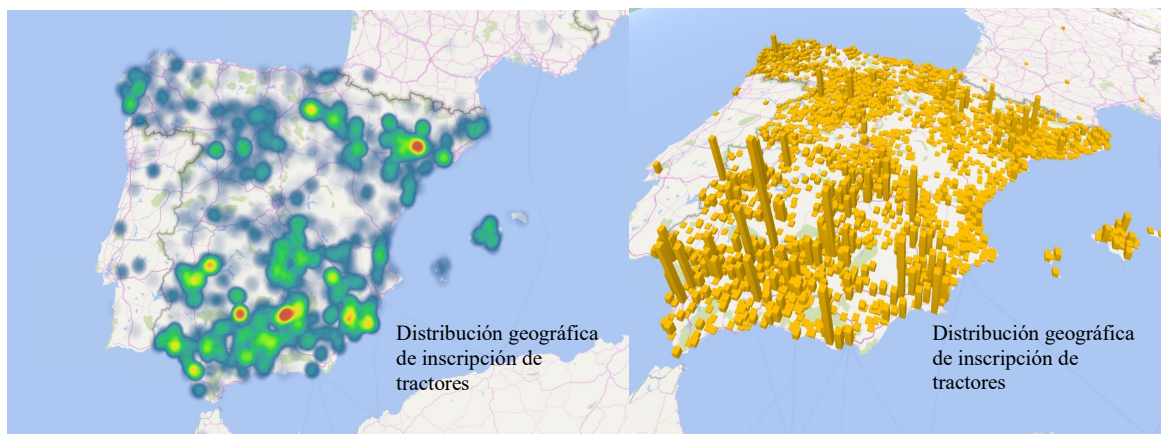 Distribución geográfica
de inscripción de
tractores
Distribución geográfica
de inscripción de
tractores